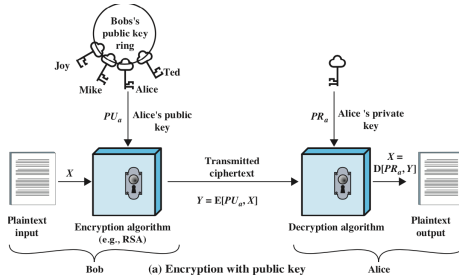 Bobs's
public key
ring
Joy
Ted
Mike
Alice
PUa
Alice's public
key
PRa
Alice 's private
key
X
Transmitted
ciphertext
X =
D[PRa, Y]
Y = E[PUa, X]
Plaintext
input
Encryption algorithm
(e.g., RSA)
Decryption algorithm
Plaintext
output
Bob
(a) Encryption with public key
Alice